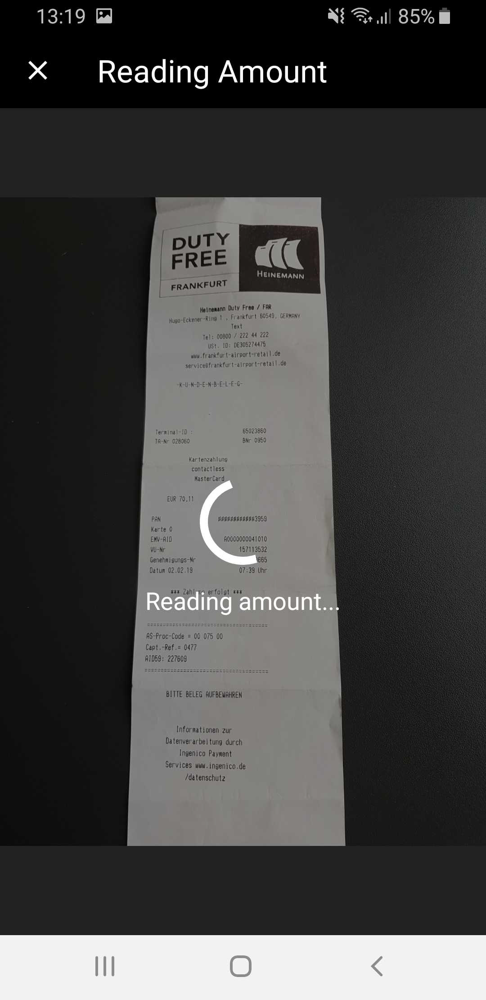 13:19
85%
Reading Amount
DUTY
FREE
FRANKFURT
HEINEMANN
Heinemann Duty Free / FAR
Hugo-Eckener-Ring 1 , Frankfurt 60549, GERMANY
Text
Tel: 00800 / 222 44 222
USt. ID: DE305274475
www.frankfurt-airport-retail.de
service@frankfurt-airport-retail.de
-K-U-N-D-E-N-B-E-L-E-G-
Terminal-ID : 65023860
TA-Nr 028060 BNr 0950
Kartenzahlung
contactless
MasterCard
EUR 70,11
PAN ############3959
Karte 0
EMV-AID A0000000041010
VU-Nr 157113532
Genehmigungs-Nr
Datum 02.02.19 07:39 Uhr
*** Zahlung erfolgt ***
Reading amount...
======================================
AS-Proc-Code = 00 075 00
Capt.-Ref.= 0477
AID59: 227609
======================================
BITTE BELEG AUFBEWAHREN
Informationen zur
Datenverarbeitung durch
Ingenico Payment
Services www.ingenico.de
/datenschutz